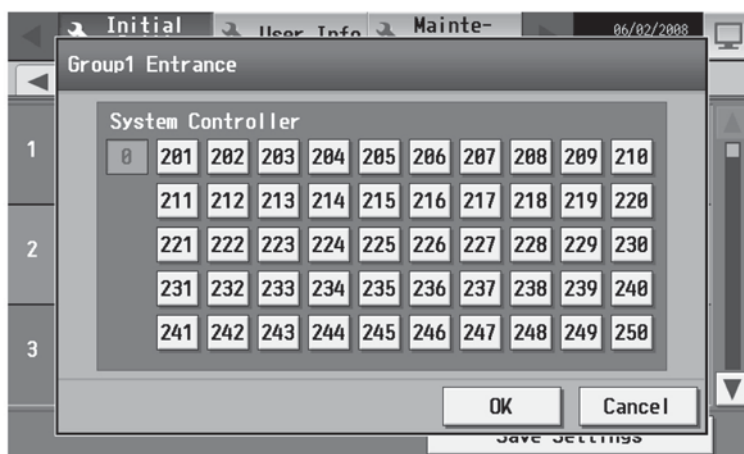 Initial User Info Mainte- 06/02/2008
Group1 Entrance
System Controller
0 201 202 203 204 205 206 207 208 209 210
1
211 212 213 214 215 216 217 218 219 220
221 222 223 224 225 226 227 228 229 230
2
231 232 233 234 235 236 237 238 239 240
241 242 243 244 245 246 247 248 249 250
3
OK Cancel
Save Settings